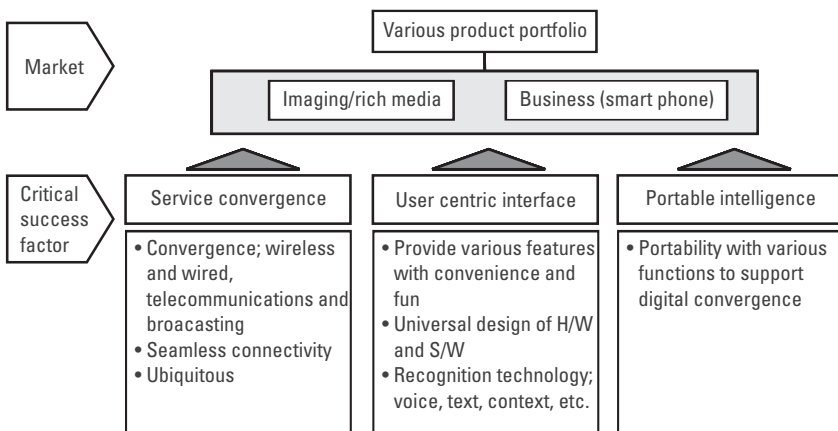 Various product portfolio
Market
Imaging/rich media
Business (smart phone)
Critical
success
factor
Service convergence
User centric interface
Portable intelligence
• Convergence; wireless
and wired,
telecommunications and
broacasting
• Seamless connectivity
• Ubiquitous
• Provide various features
with convenience and
fun
• Universal design of H/W
and S/W
• Recognition technology;
voice, text, context, etc.
• Portability with various
functions to support
digital convergence